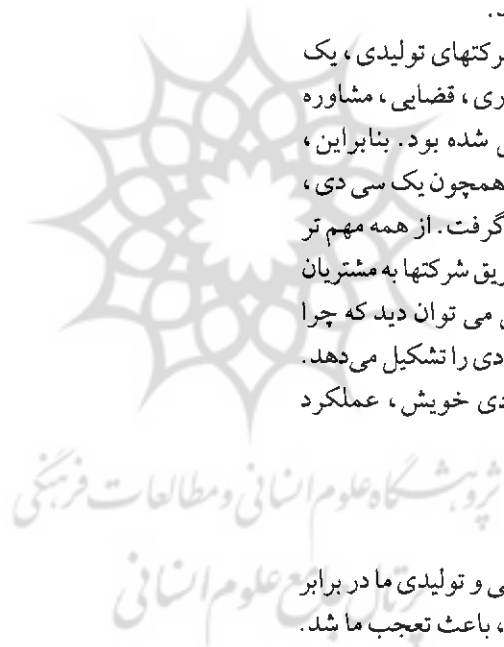 د.
رکتهای تولیدی، یک
ری، قضایی، مشاوره
ی شده بود. بنابراین،
همچون یک سی دی،
گرفت. از همه مهم تر
ریق شرکتها به مشتریان
ی می توان دید که چرا
دی را تشکیل می‌دهد.
دی خویش، عملکرد
پژوهشگاه علوم انسانی و مطالعات فرهنگی
پرتال جامع علوم انسانی
ی و تولیدی ما در برابر
، باعث تعجب ما شد.